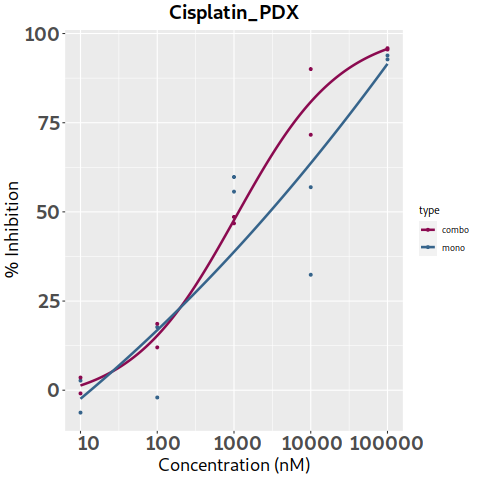 Cisplatin_PDX
% Inhibition
100
75
50
25
0
10 100 1000 10000 100000
Concentration (nM)
type
combo
mono